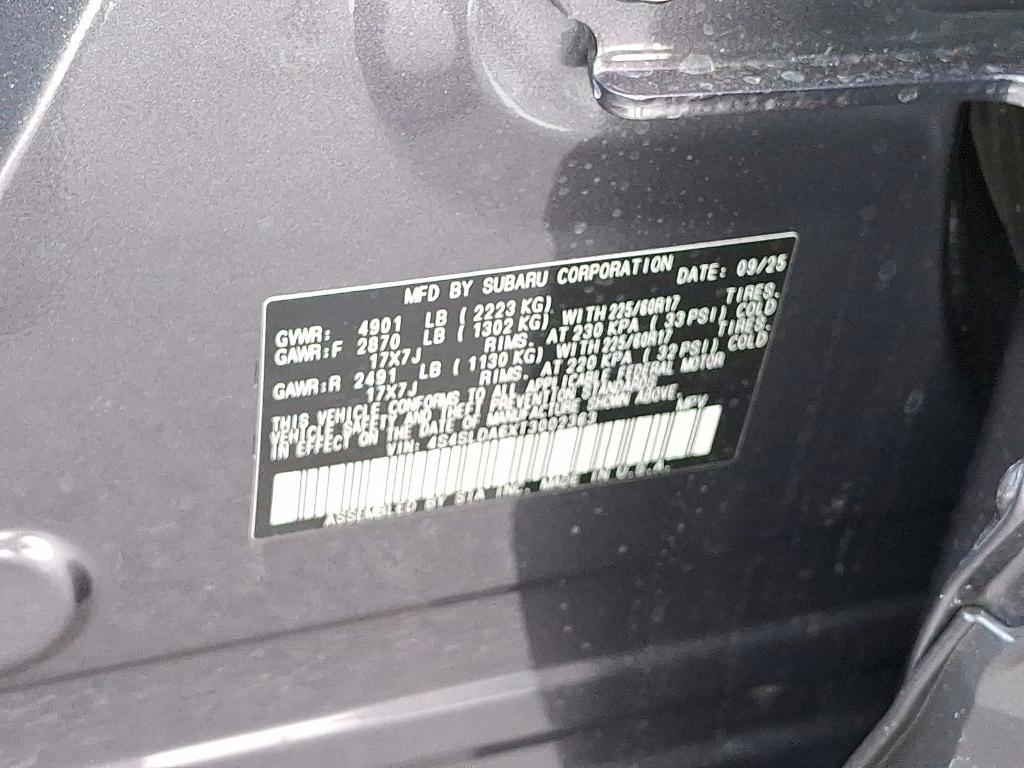 MFD BY SUBARU CORPORATION DATE: 09/25
GVWR: 4901 LB ( 2223 KG)
GAWR:F 2870 LB ( 1302 KG) WITH 225/60R17 TIRES,
17X7J RIMS, AT 230 KPA ( 33 PSI) COLD
GAWR:R 2491 LB ( 1130 KG) WITH 225/60R17 TIRES,
17X7J RIMS, AT 220 KPA ( 32 PSI) COLD
THIS VEHICLE CONFORMS TO ALL APPLICABLE FEDERAL MOTOR
VEHICLE SAFETY AND THEFT PREVENTION STANDARDS
IN EFFECT ON THE DATE OF MANUFACTURE SHOWN ABOVE.
VIN: MPV
ASSEMBLED BY SIA INC. MADE IN U.S.A.